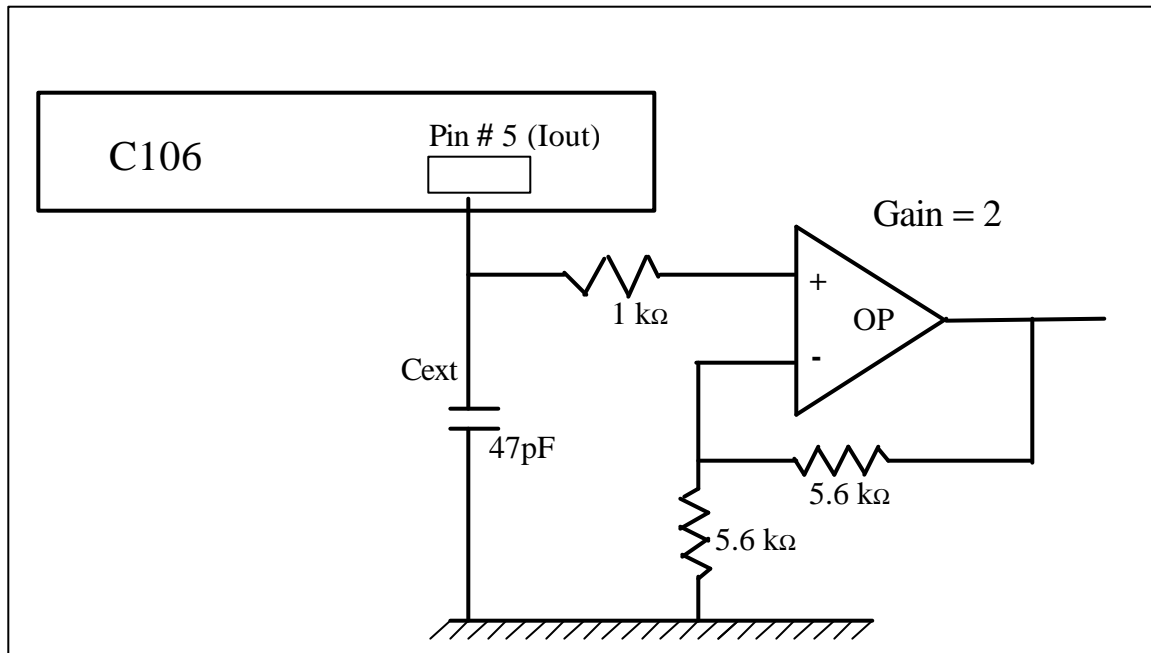 Pin # 5 (Iout)
C106
Gain = 2
+
1 kΩ
OP
-
Cext
47pF
5.6 kΩ
5.6 kΩ